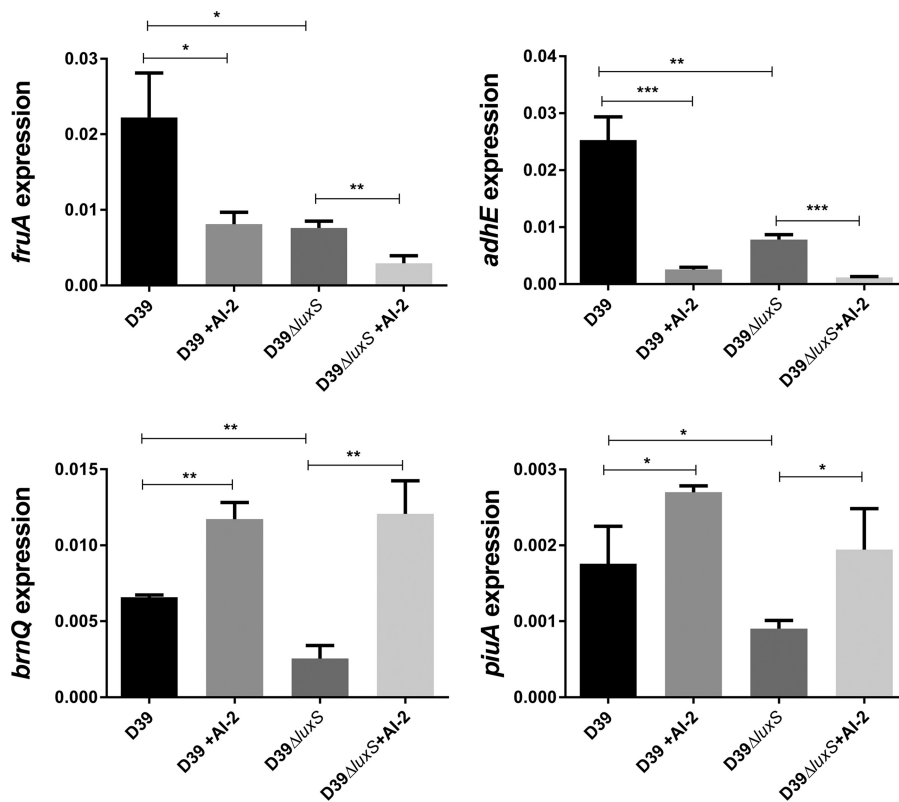 fruA expression
0.03
0.02
0.01
0.00
*
*
**
D39
D39 +AI-2
D39ΔluxS
D39ΔluxS +AI-2
adhE expression
0.04
0.03
0.02
0.01
0.00
**
***
***
D39
D39 +AI-2
D39ΔluxS
D39ΔluxS+AI-2
brnQ expression
0.015
0.010
0.005
0.000
**
**
**
D39
D39 +AI-2
D39ΔluxS
D39ΔluxS+AI-2
piuA expression
0.003
0.002
0.001
0.000
*
*
*
D39
D39 +AI-2
D39ΔluxS
D39ΔluxS+AI-2